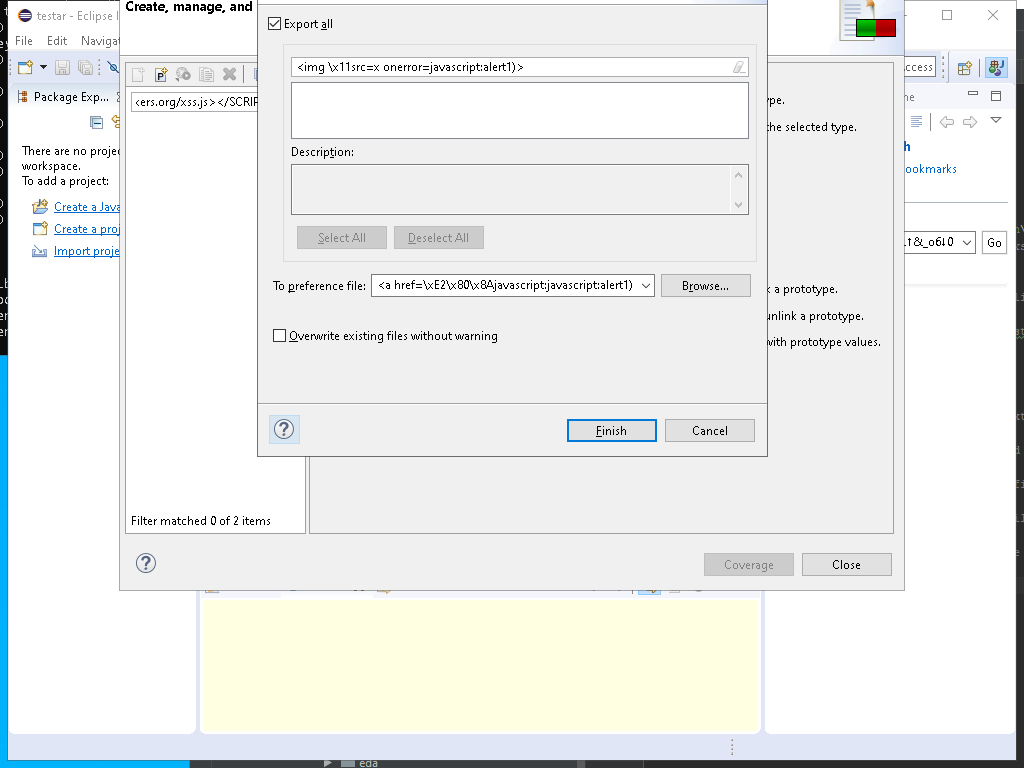 testar - Eclipse I
Create, manage, and
File Edit Navigat
Export all
<img \x11src=x onerror=javascript:alert1)>
ccess
Package Exp...
<ers.org/xss.js></SCRIP
ype.
ne
the selected type.
There are no projec
workspace.
To add a project:
Create a Java
Create a proj
Import proje
Description:
h
ookmarks
Select All Deselect All
Go
To preference file: <a href=\xE2\x80\x8Ajavascript:javascript:alert1) Browse...
k a prototype.
unlink a prototype.
Overwrite existing files without warning
with prototype values.
Finish Cancel
Filter matched 0 of 2 items
Coverage Close
eda